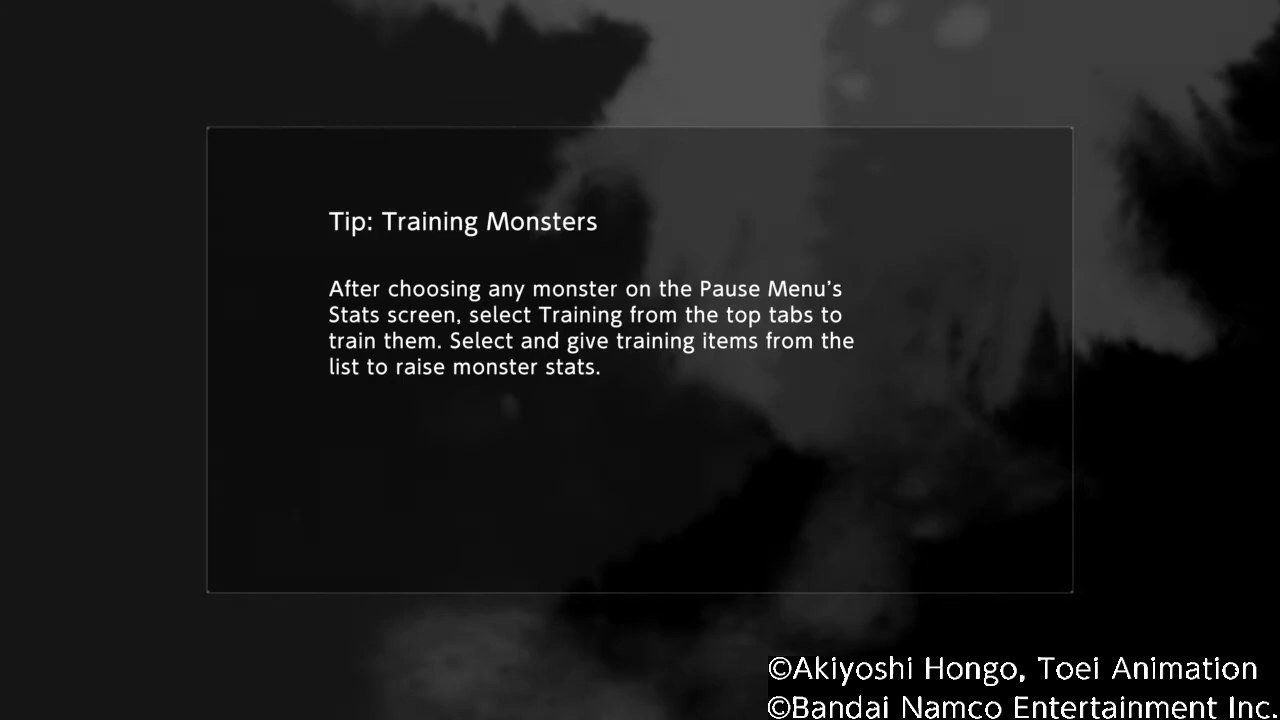 Tip: Training Monsters
After choosing any monster on the Pause Menu's
Stats screen, select Training from the top tabs to
train them. Select and give training items from the
list to raise monster stats.
©Akiyoshi Hongo, Toei Animation
©Bandai Namco Entertainment Inc.